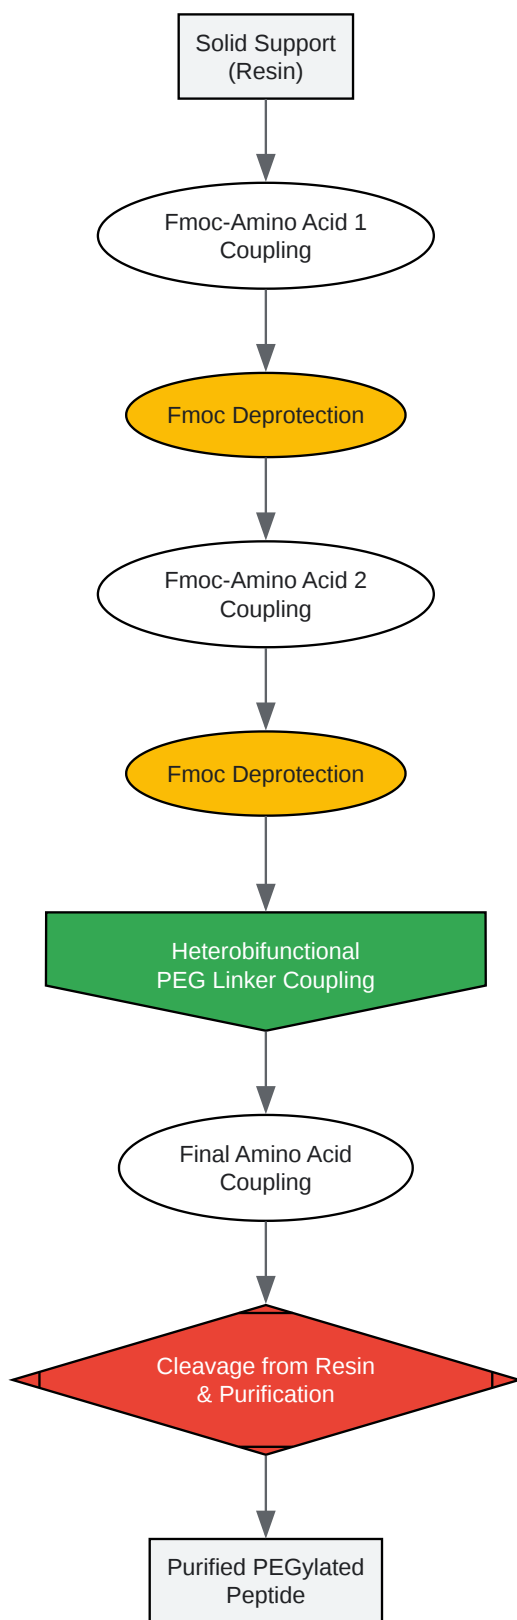 Solid Support
(Resin)
Fmoc-Amino Acid 1
Coupling
Fmoc Deprotection
Fmoc-Amino Acid 2
Coupling
Fmoc Deprotection
Heterobifunctional
PEG Linker Coupling
Final Amino Acid
Coupling
Cleavage from Resin
& Purification
Purified PEGylated
Peptide